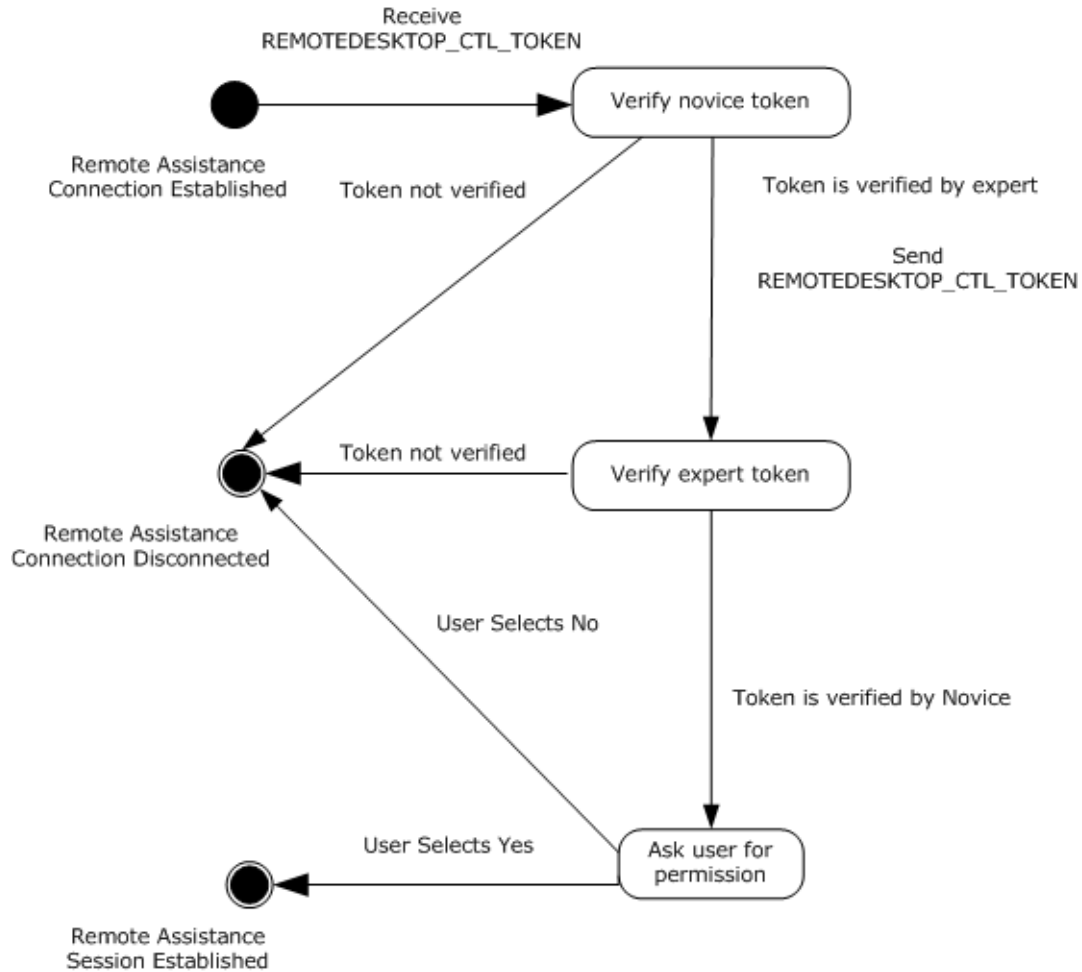 Receive
REMOTEDESKTOP_CTL_TOKEN
Verify novice token
Remote Assistance
Connection Established
Token not verified
Token is verified by expert
Send
REMOTEDESKTOP_CTL_TOKEN
Token not verified
Verify expert token
Remote Assistance
Connection Disconnected
User Selects No
Token is verified by Novice
User Selects Yes
Ask user for
permission
Remote Assistance
Session Established